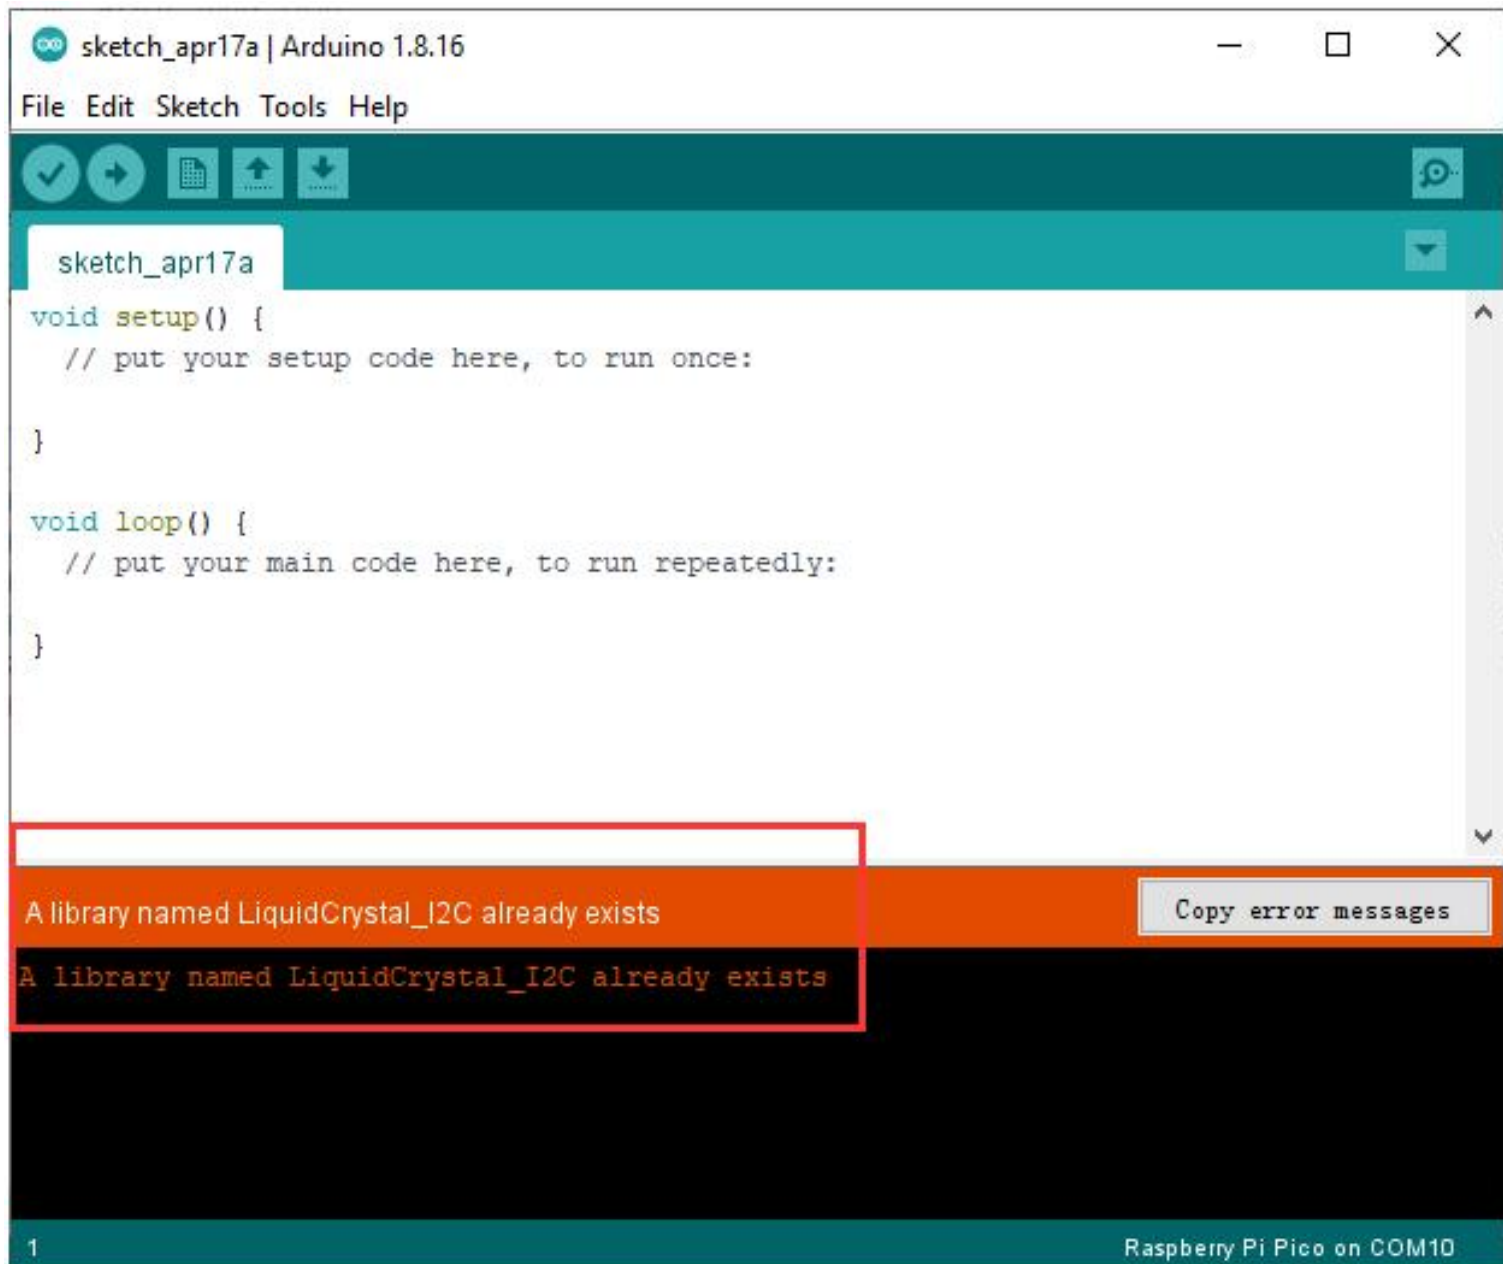 sketch_apr17a | Arduino 1.8.16
File Edit Sketch Tools Help
sketch_apr17a
void setup() {
  // put your setup code here, to run once:
}
void loop() {
  // put your main code here, to run repeatedly:
}
A library named LiquidCrystal_I2C already exists
Copy error messages
A library named LiquidCrystal_I2C already exists
1
Raspberry Pi Pico on COM10